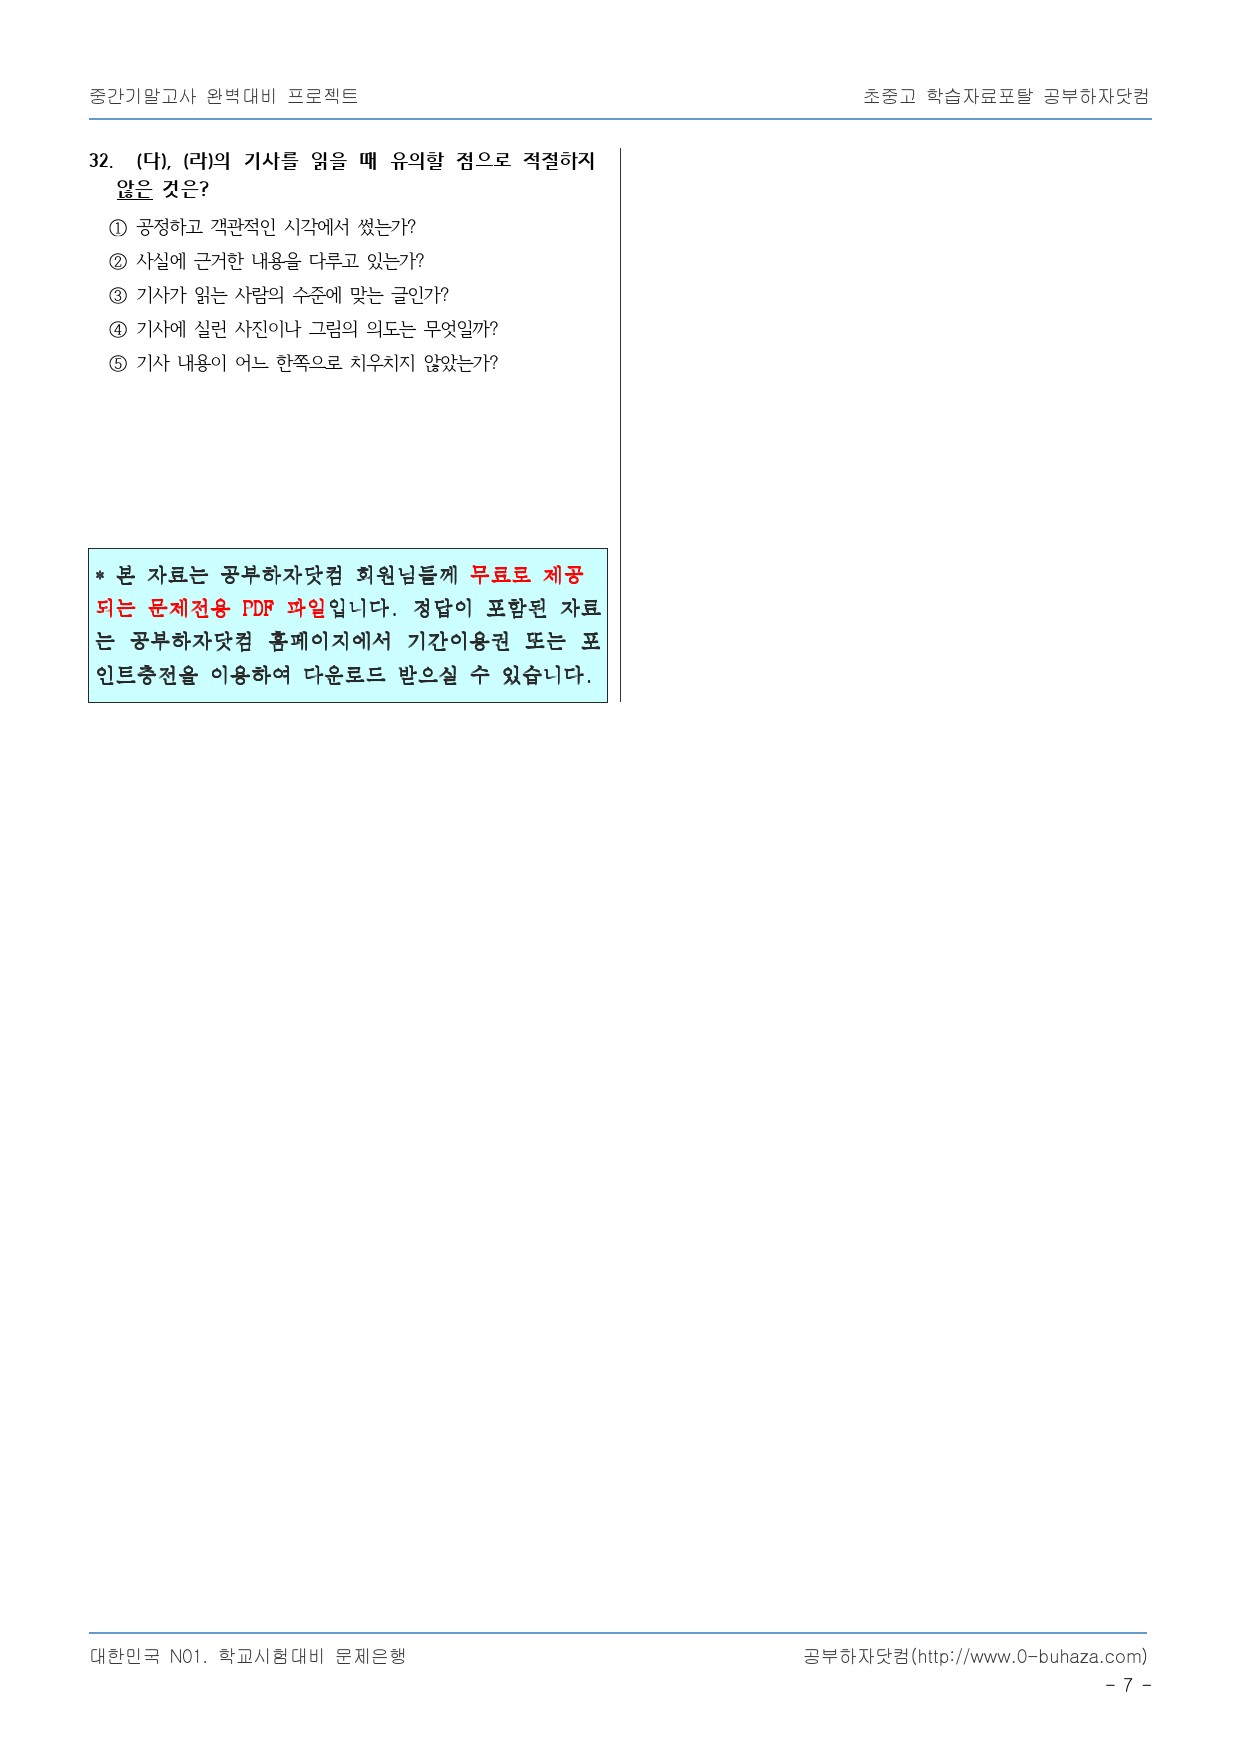 중간기말고사 완벽대비 프로젝트
초중고 학습자료포탈 공부하자닷컴
32. (다), (라)의 기사를 읽을 때 유의할 점으로 적절하지
않은 것은?
① 공정하고 객관적인 시각에서 썼는가?
② 사실에 근거한 내용을 다루고 있는가?
③ 기사가 읽는 사람의 수준에 맞는 글인가?
④ 기사에 실린 사진이나 그림의 의도는 무엇일까?
⑤ 기사 내용이 어느 한쪽으로 치우치지 않았는가?
* 본 자료는 공부하자닷컴 회원님들께 무료로 제공
되는 문제전용 PDF 파일입니다. 정답이 포함된 자료
는 공부하자닷컴 홈페이지에서 기간이용권 또는 포
인트충전을 이용하여 다운로드 받으실 수 있습니다.
대한민국 N01. 학교시험대비 문제은행
공부하자닷컴(http://www.0-buhaza.com)
- 7 -